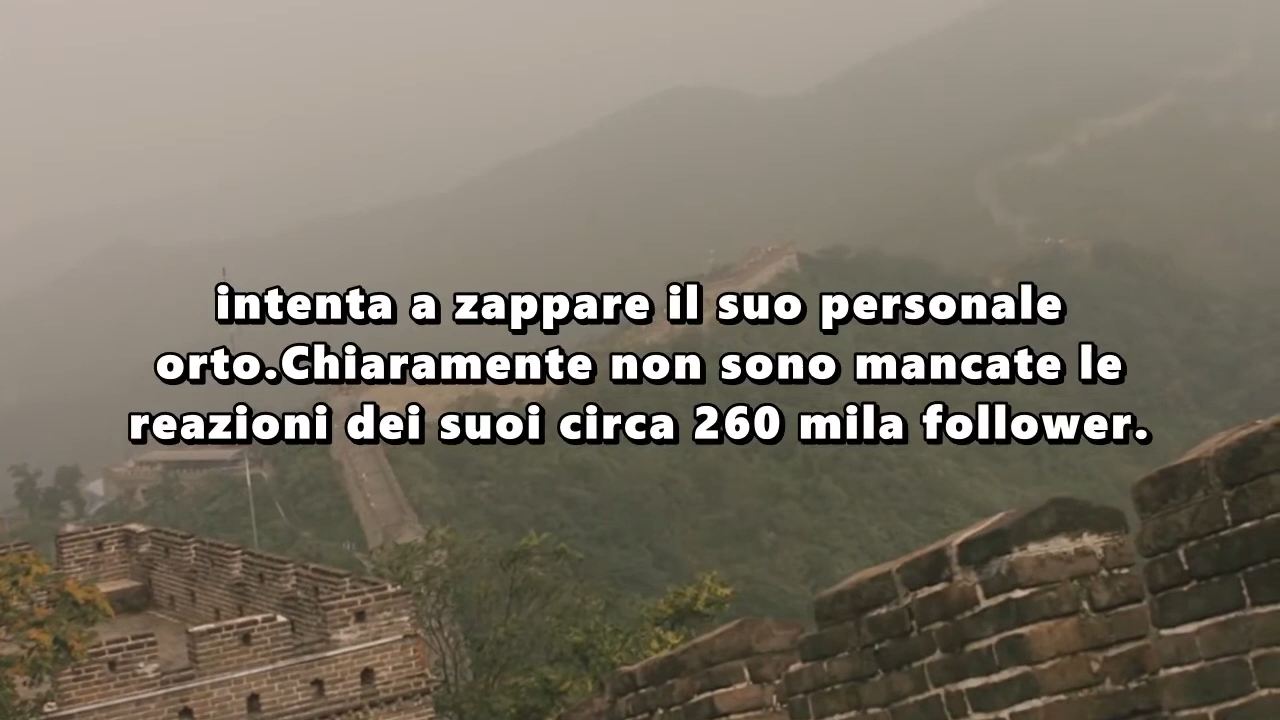 intenta a zappare il suo personale
orto.Chiaramente non sono mancate le
reazioni dei suoi circa 260 mila follower.